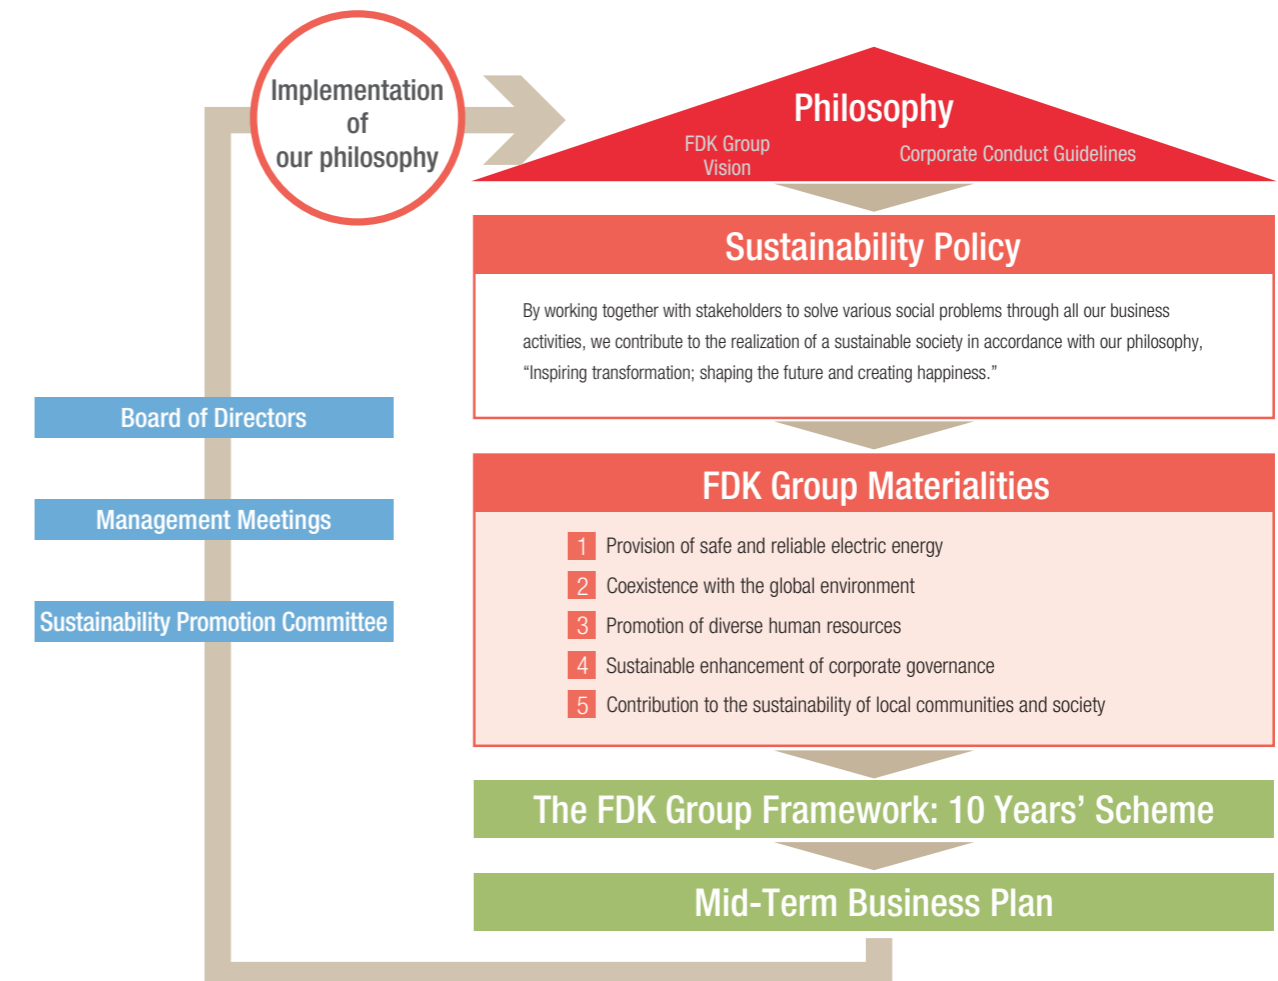 Implementation
of
our philosophy
Philosophy
FDK Group
Vision
Corporate Conduct Guidelines
Sustainability Policy
By working together with stakeholders to solve various social problems through all our business
activities, we contribute to the realization of a sustainable society in accordance with our philosophy,
“Inspiring transformation; shaping the future and creating happiness.”
Board of Directors
Management Meetings
Sustainability Promotion Committee
FDK Group Materialities
1 Provision of safe and reliable electric energy
2 Coexistence with the global environment
3 Promotion of diverse human resources
4 Sustainable enhancement of corporate governance
5 Contribution to the sustainability of local communities and society
The FDK Group Framework: 10 Years’ Scheme
Mid-Term Business Plan